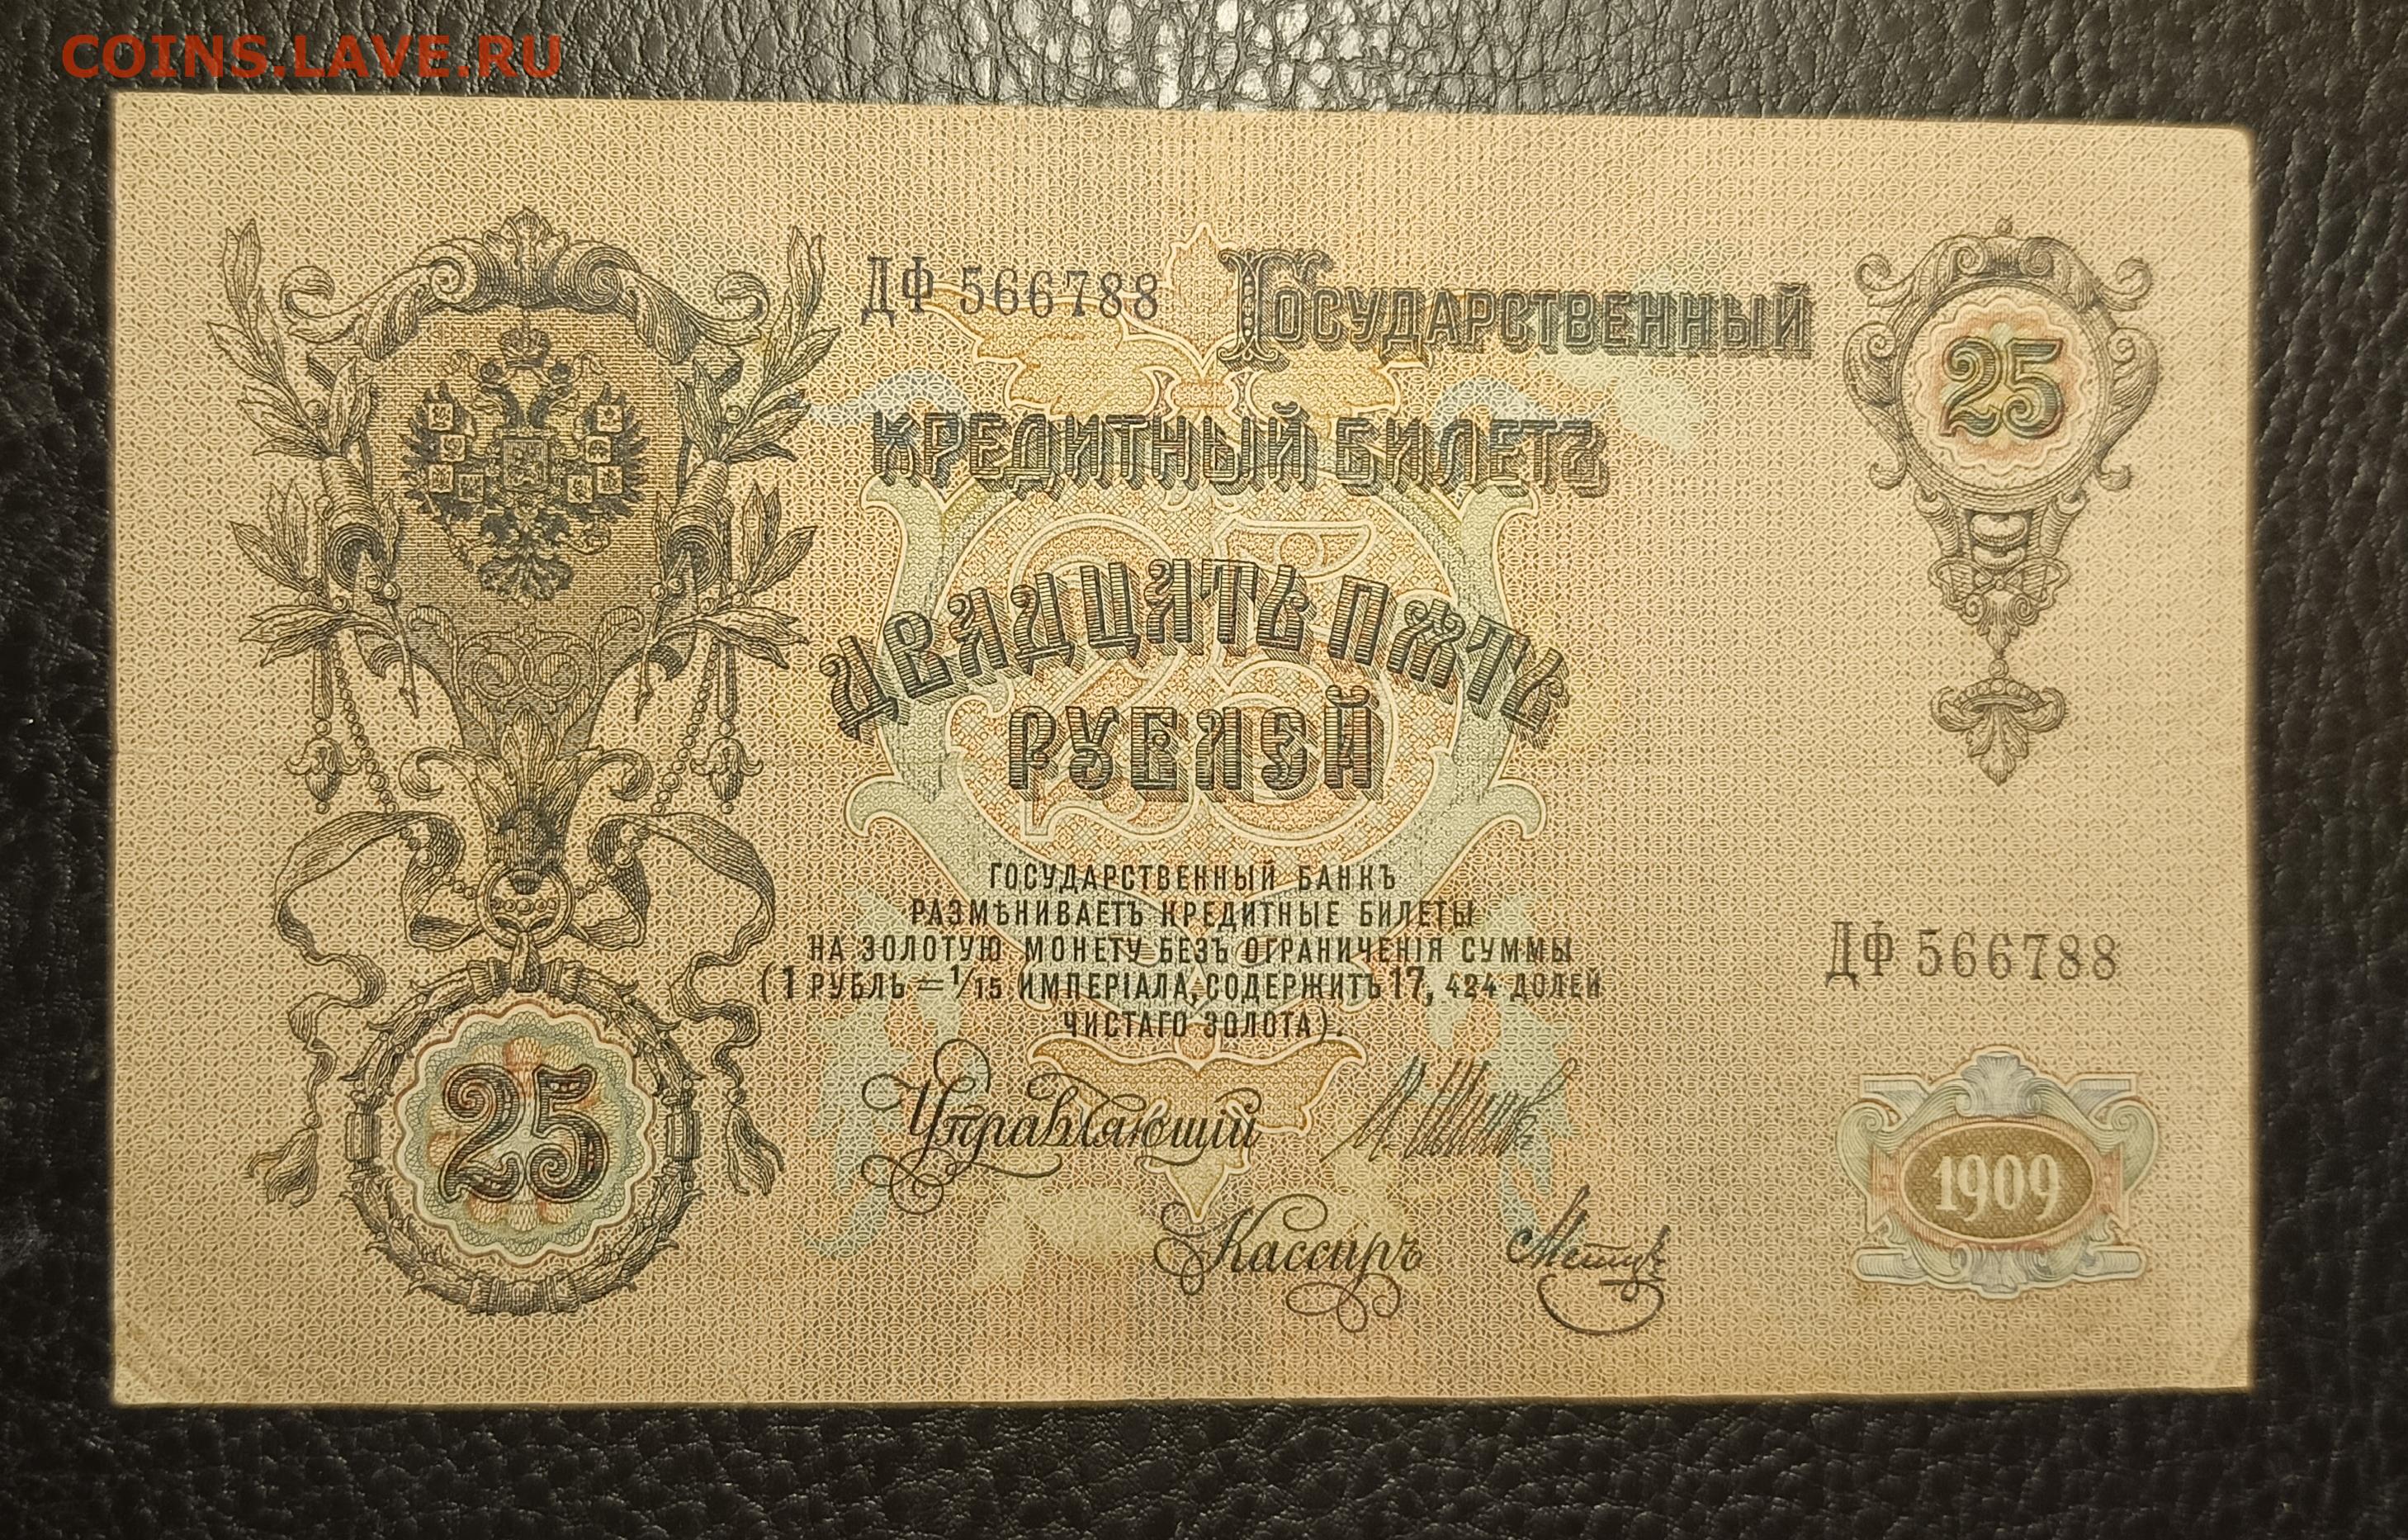 COINS.LAVE.RU
ДФ 566788 ГОСУДАРСТВЕННЫЙ
25
КРЕДИТНЫЙ БИЛЕТЪ
ДВАДЦАТЬ ПЯТЬ
РУБЛЕЙ
ГОСУДАРСТВЕННЫЙ БАНКЪ
РАЗМѢНИВАЕТЪ КРЕДИТНЫЕ БИЛЕТЫ
НА ЗОЛОТУЮ МОНЕТУ БЕЗЪ ОГРАНИЧЕНІЯ СУММЫ
(1 РУБЛЬ = 1/15 ИМПЕРІАЛА, СОДЕРЖИТЪ 17, 424 ДОЛЕЙ
ЧИСТАГО ЗОЛОТА).
ДФ 566788
25
Управляющій
Кассиръ
1909